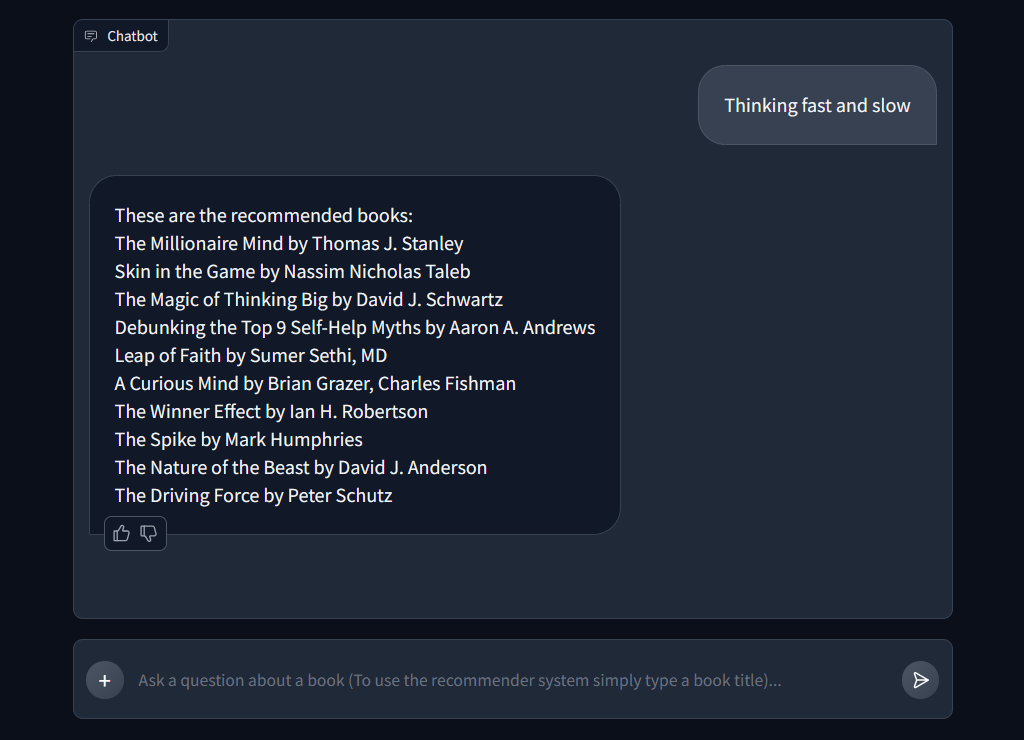 Chatbot
Thinking fast and slow
These are the recommended books:
The Millionaire Mind by Thomas J. Stanley
Skin in the Game by Nassim Nicholas Taleb
The Magic of Thinking Big by David J. Schwartz
Debunking the Top 9 Self-Help Myths by Aaron A. Andrews
Leap of Faith by Sumer Sethi, MD
A Curious Mind by Brian Grazer, Charles Fishman
The Winner Effect by Ian H. Robertson
The Spike by Mark Humphries
The Nature of the Beast by David J. Anderson
The Driving Force by Peter Schutz
Ask a question about a book (To use the recommender system simply type a book title)...